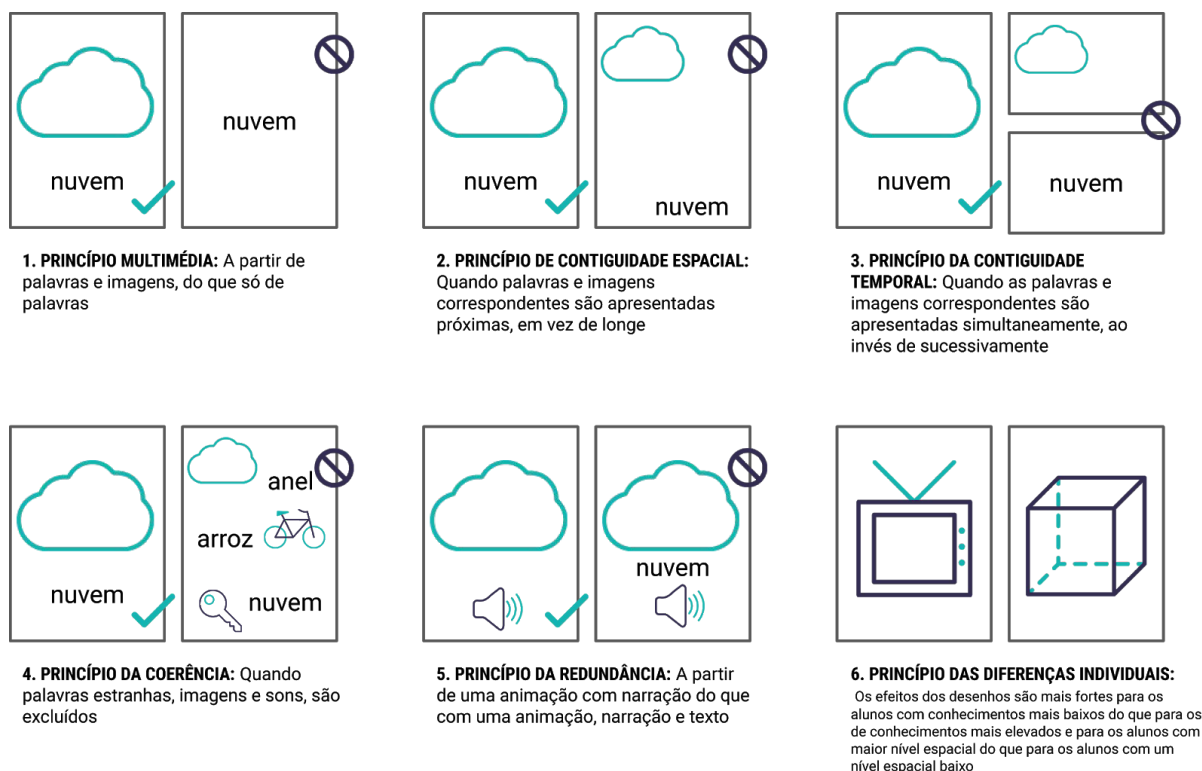 nuvem
nuvem
1. PRINCÍPIO MULTIMÉDIA: A partir de
palavras e imagens, do que só de
palavras
nuvem
nuvem
2. PRINCÍPIO DE CONTIGUIDADE ESPACIAL:
Quando palavras e imagens
correspondentes são apresentadas
próximas, em vez de longe
nuvem
nuvem
3. PRINCÍPIO DA CONTIGUIDADE
TEMPORAL: Quando as palavras e
imagens correspondentes são
apresentadas simultaneamente, ao
invés de sucessivamente
nuvem
anel
arroz
nuvem
4. PRINCÍPIO DA COERÊNCIA: Quando
palavras estranhas, imagens e sons, são
excluídos
nuvem
5. PRINCÍPIO DA REDUNDÂNCIA: A partir
de uma animação com narração do que
com uma animação, narração e texto
6. PRINCÍPIO DAS DIFERENÇAS INDIVIDUAIS:
Os efeitos dos desenhos são mais fortes para os
alunos com conhecimentos mais baixos do que para os
de conhecimentos mais elevados e para os alunos com
maior nível espacial do que para os alunos com um
nível espacial baixo